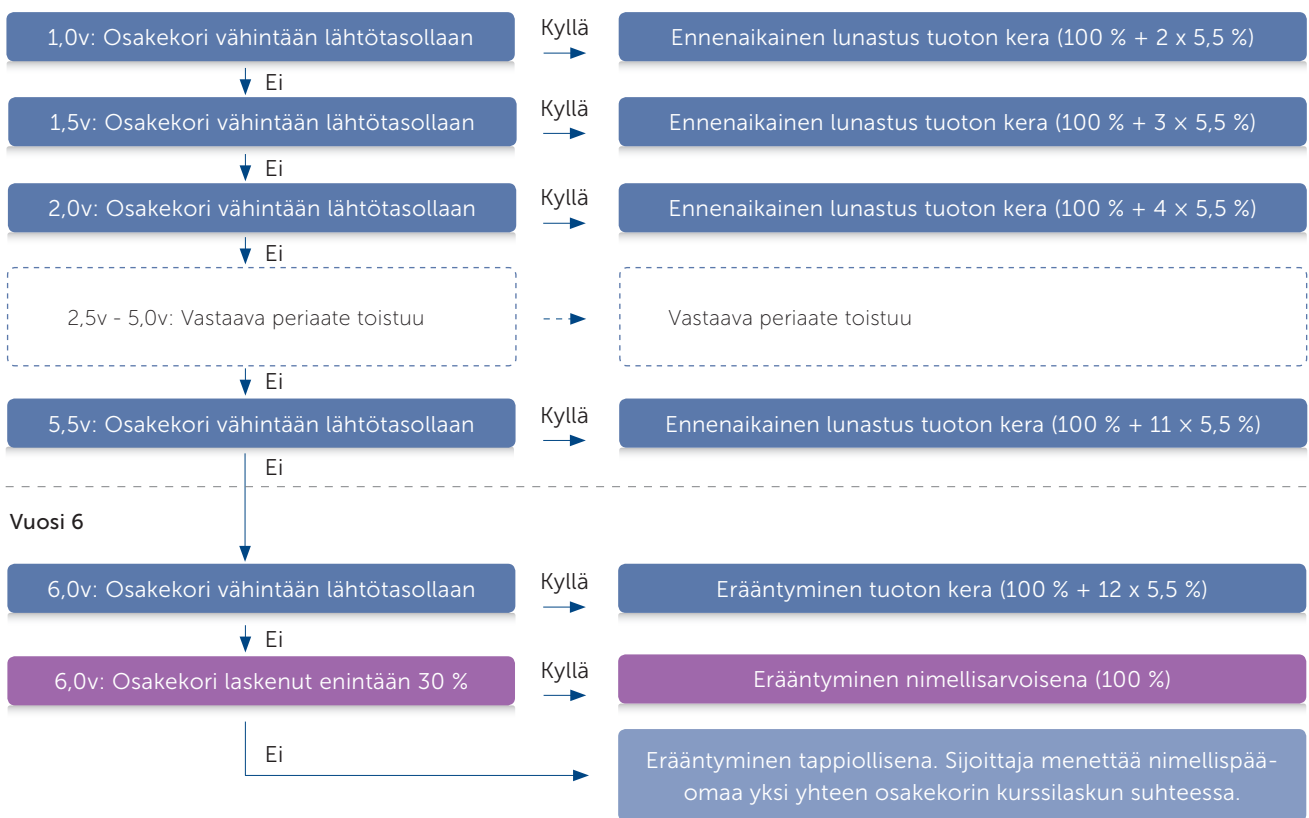 1,0v: Osakekori vähintään lähtötasollaan
Kyllä
Ennenaikainen lunastus tuoton kera (100 % + 2 x 5,5 %)
Ei
1,5v: Osakekori vähintään lähtötasollaan
Kyllä
Ennenaikainen lunastus tuoton kera (100 % + 3 × 5,5 %)
Ei
2,0v: Osakekori vähintään lähtötasollaan
Kyllä
Ennenaikainen lunastus tuoton kera (100 % + 4 × 5,5 %)
Ei
2,5v - 5,0v: Vastaava periaate toistuu
Vastaava periaate toistuu
Ei
5,5v: Osakekori vähintään lähtötasollaan
Kyllä
Ennenaikainen lunastus tuoton kera (100 % + 11 × 5,5 %)
Ei
Vuosi 6
6,0v: Osakekori vähintään lähtötasollaan
Kyllä
Erääntyminen tuoton kera (100 % + 12 x 5,5 %)
Ei
6,0v: Osakekori laskenut enintään 30 %
Kyllä
Erääntyminen nimellisarvoisena (100 %)
Ei
Erääntyminen tappiollisena. Sijoittaja menettää nimellispää-
omaa yksi yhteen osakekorin kurssilaskun suhteessa.